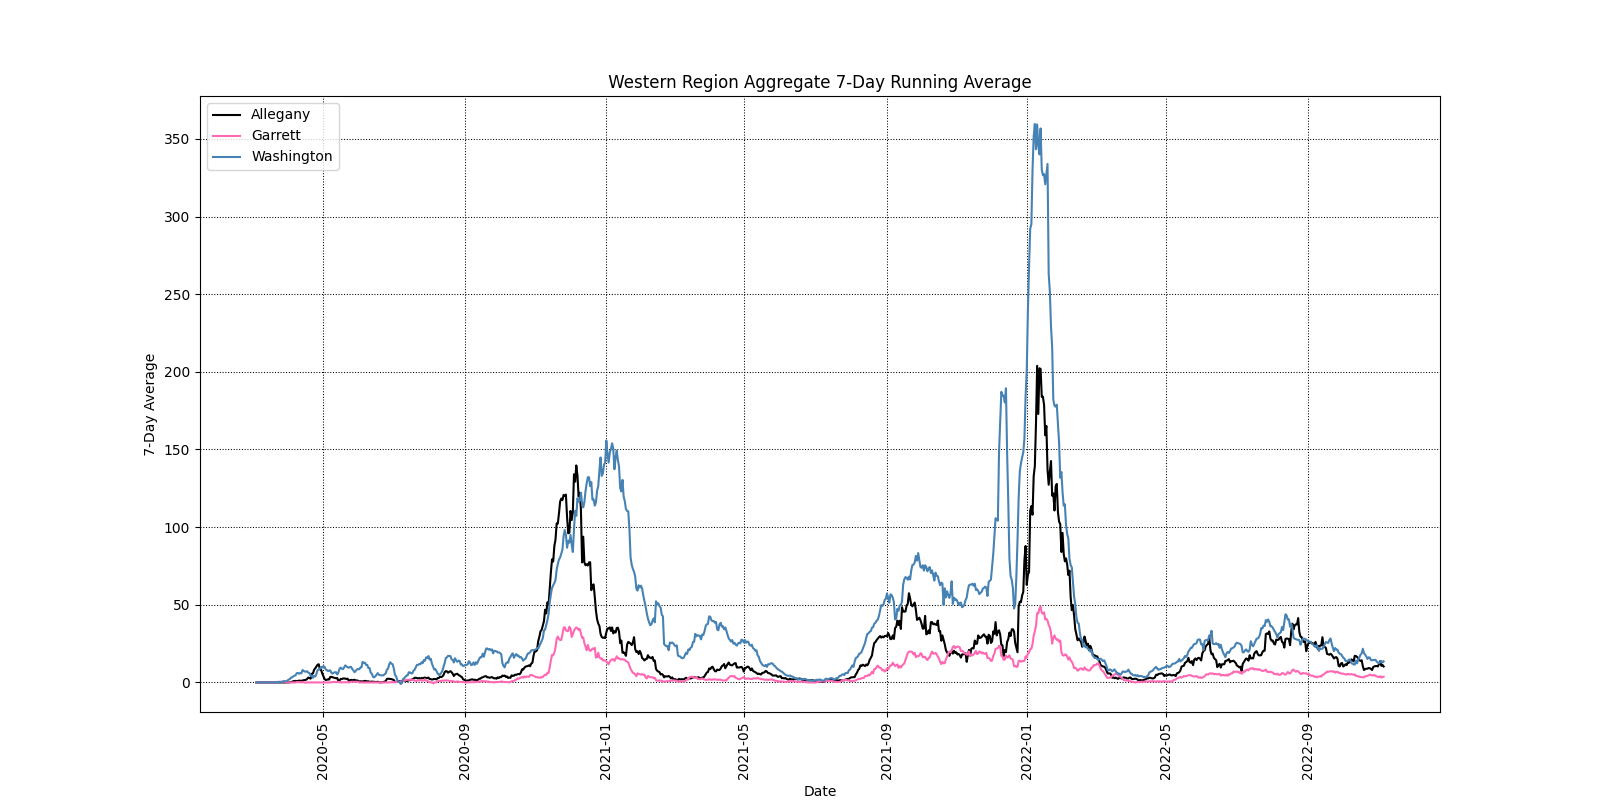 Western Region Aggregate 7-Day Running Average
Allegany
Garrett
Washington
7-Day Average
350
300
250
200
150
100
50
0
2020-05
2020-09
2021-01
2021-05
2021-09
2022-01
2022-05
2022-09
Date